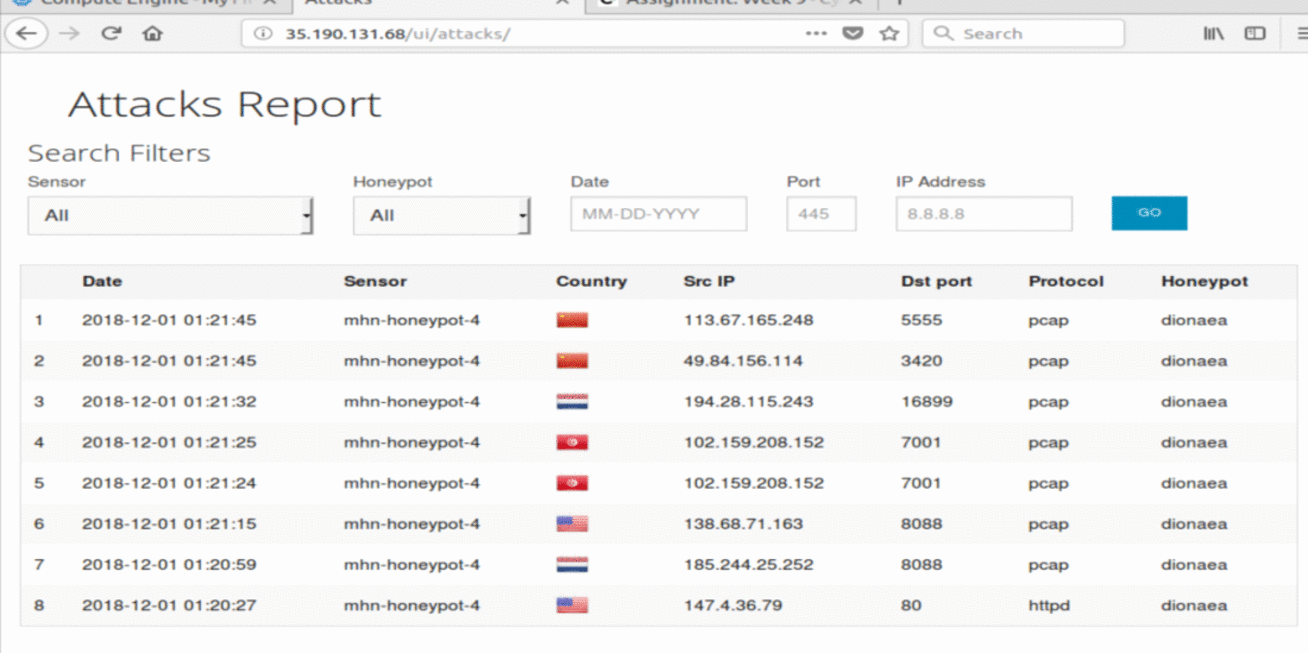 Compute Engine - My Fi
Attacks
Assignment: Week 9 - Cy
35.190.131.68/ui/attacks/
Search
Attacks Report
Search Filters
Sensor Honeypot Date Port IP Address
All All MM-DD-YYYY 445 8.8.8.8 GO
Date Sensor Country Src IP Dst port Protocol Honeypot
1 2018-12-01 01:21:45 mhn-honeypot-4 113.67.165.248 5555 pcap dionaea
2 2018-12-01 01:21:45 mhn-honeypot-4 49.84.156.114 3420 pcap dionaea
3 2018-12-01 01:21:32 mhn-honeypot-4 194.28.115.243 16899 pcap dionaea
4 2018-12-01 01:21:25 mhn-honeypot-4 102.159.208.152 7001 pcap dionaea
5 2018-12-01 01:21:24 mhn-honeypot-4 102.159.208.152 7001 pcap dionaea
6 2018-12-01 01:21:15 mhn-honeypot-4 138.68.71.163 8088 pcap dionaea
7 2018-12-01 01:20:59 mhn-honeypot-4 185.244.25.252 8088 pcap dionaea
8 2018-12-01 01:20:27 mhn-honeypot-4 147.4.36.79 80 httpd dionaea